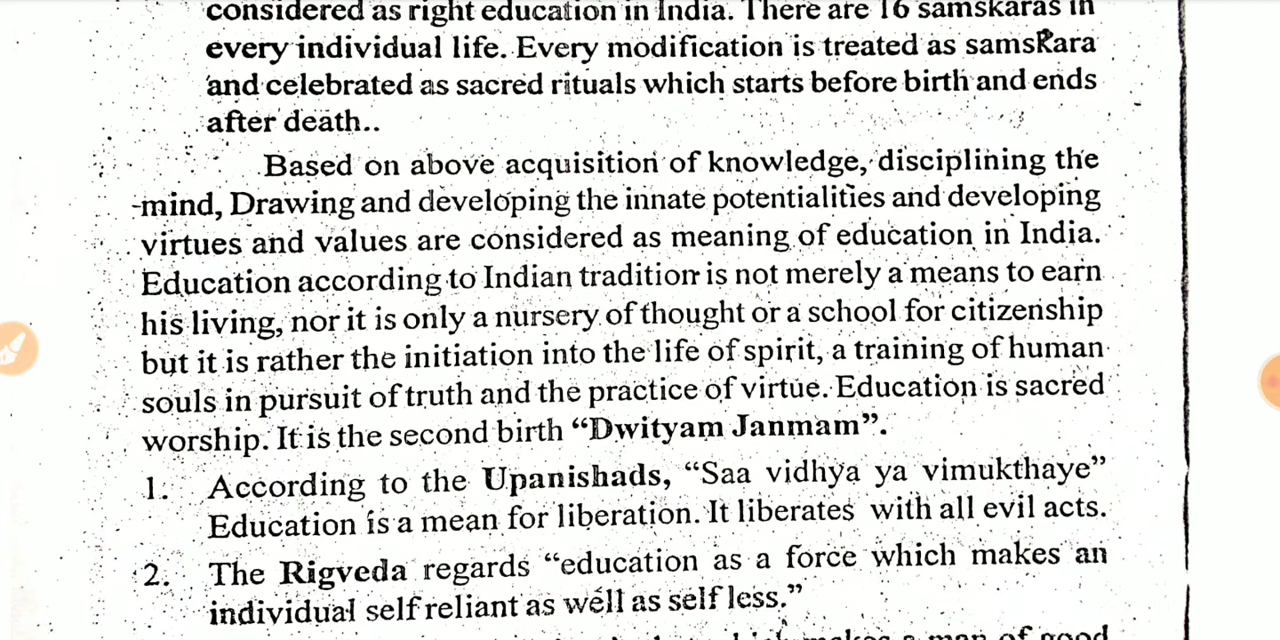 considered as right education in India. There are 16 samskaras in
every individual life. Every modification is treated as samskara
and celebrated as sacred rituals which starts before birth and ends
after death..
Based on above acquisition of knowledge, disciplining the
mind, Drawing and developing the innate potentialities and developing
virtues and values are considered as meaning of education in India.
Education according to Indian tradition is not merely a means to earn
his living, nor it is only a nursery of thought or a school for citizenship
but it is rather the initiation into the life of spirit, a training of human
souls in pursuit of truth and the practice of virtue. Education is sacred
worship. It is the second birth “Dwityam Janmam”.
1. According to the Upanishads, “Saa vidhya ya vimukthaye”
Education is a mean for liberation. It liberates with all evil acts.
2. The Rigveda regards “education as a force which makes an
individual self reliant as well as self less.”
makes a man of good